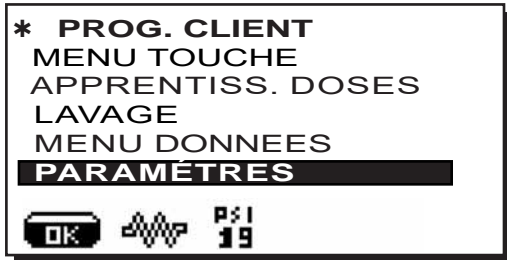 * PROG. CLIENT
MENU TOUCHE
APPRENTISS. DOSES
LAVAGE
MENU DONNEES
PARAMÉTRES
OK PSI
19